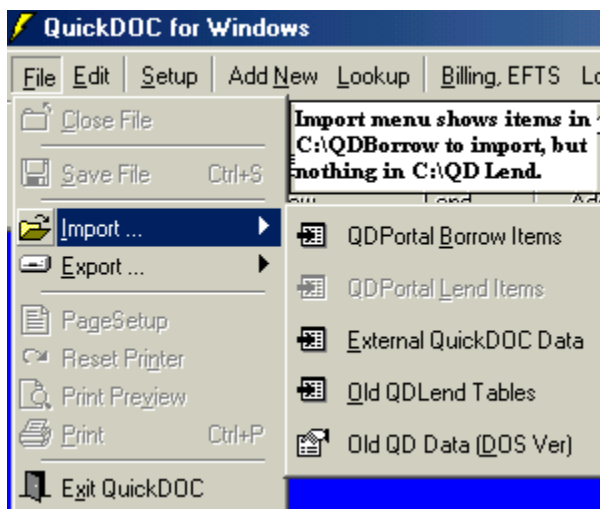 QuickDOC for Windows
File Edit Setup Add New Lookup Billing, EFTS
Close File
Import menu shows items in
C:\QDBorrow to import, but
nothing in C:\QD Lend.
Save File Ctrl+S
Import ...
Export ...
PageSetup
Reset Printer
Print Preview
Print Ctrl+P
Exit QuickDOC
QDPortal Borrow Items
QDPortal Lend Items
External QuickDOC Data
Old QDLend Tables
Old QD Data (DOS Ver)